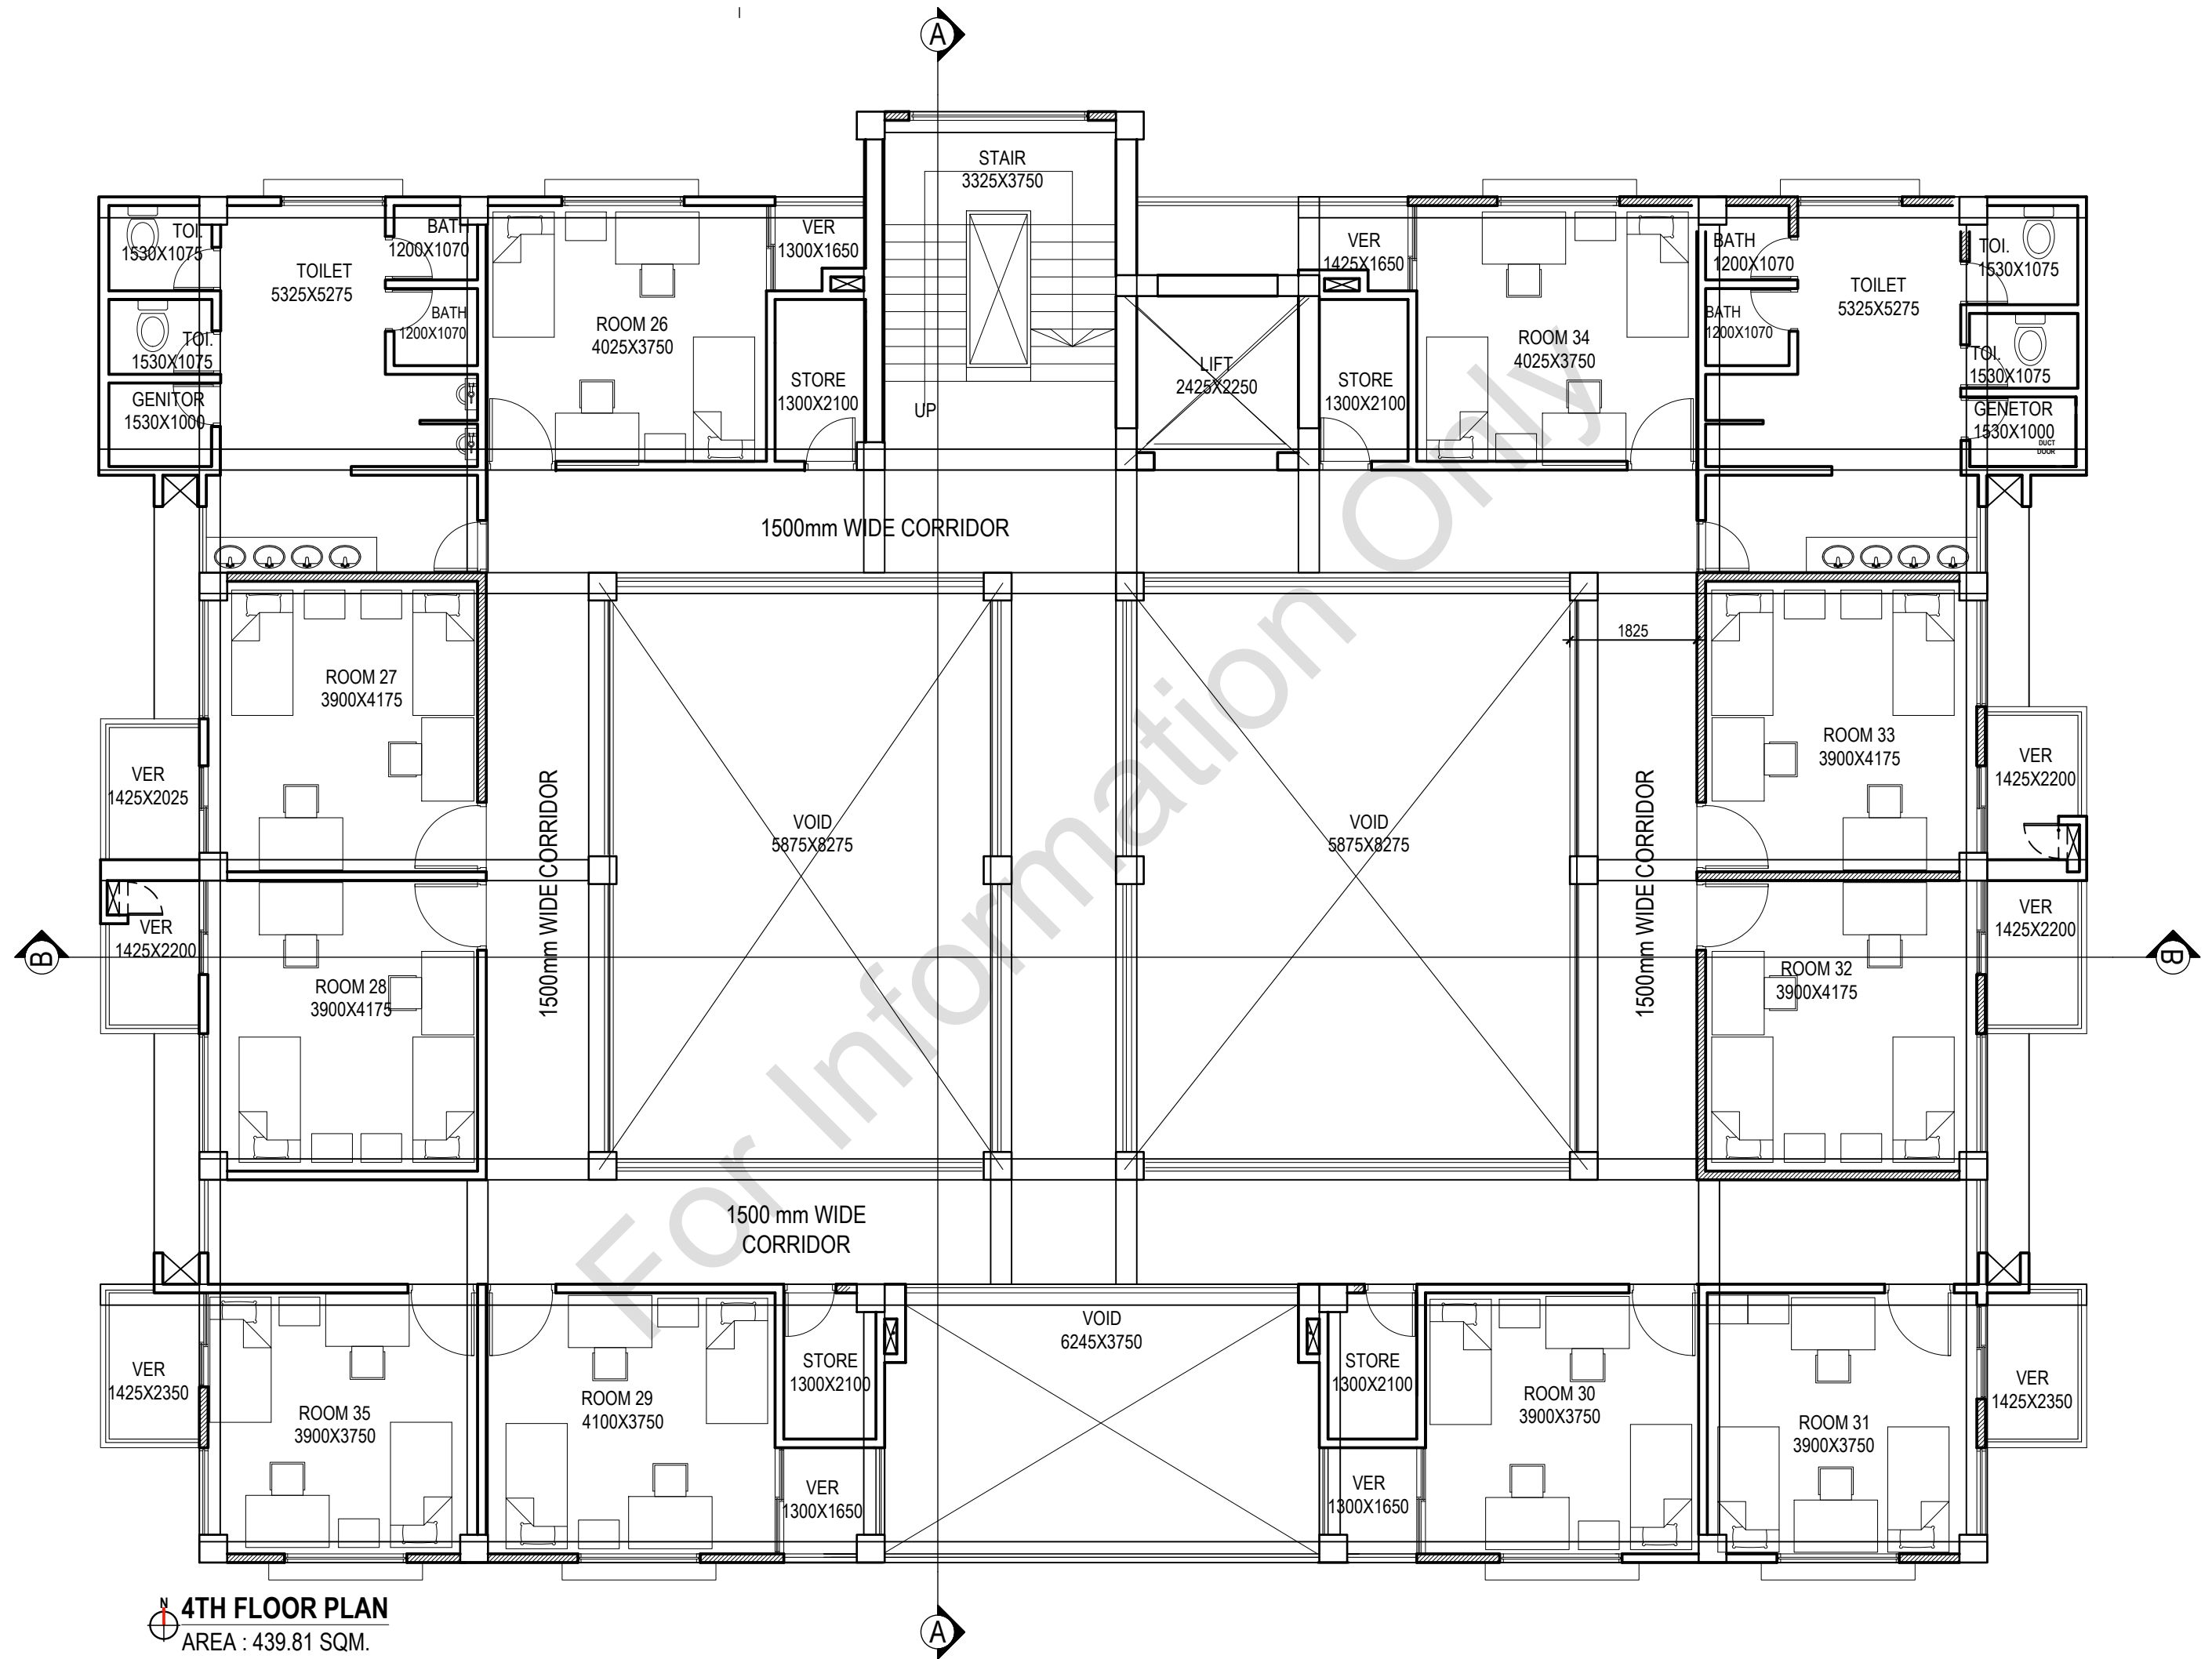 A
STAIR
3325X3750
TOI.
1530X1075
BATH
1200X1070
TOILET
5325X5275
VER
1300X1650
VER
1425X1650
BATH
1200X1070
TOI.
1530X1075
TOILET
5325X5275
BATH
1200X1070
ROOM 26
4025X3750
ROOM 34
4025X3750
BATH
1200X1070
TOI.
1530X1075
TOI.
1530X1075
LIFT
2425X2250
STORE
1300X2100
UP
STORE
1300X2100
GENITOR
1530X1000
GENETOR
1530X1000
DUCT
DOOR
1500mm WIDE CORRIDOR
1825
ROOM 27
3900X4175
ROOM 33
3900X4175
VER
1425X2025
VER
1425X2200
1500mm WIDE CORRIDOR
VOID
5875X8275
VOID
5875X8275
1500mm WIDE CORRIDOR
VER
1425X2200
VER
1425X2200
B
B
ROOM 28
3900X4175
ROOM 32
3900X4175
For Information Only
1500 mm WIDE
CORRIDOR
VOID
6245X3750
VER
1425X2350
STORE
1300X2100
STORE
1300X2100
VER
1425X2350
ROOM 35
3900X3750
ROOM 29
4100X3750
ROOM 30
3900X3750
ROOM 31
3900X3750
VER
1300X1650
VER
1300X1650
N
4TH FLOOR PLAN
AREA : 439.81 SQM.
A